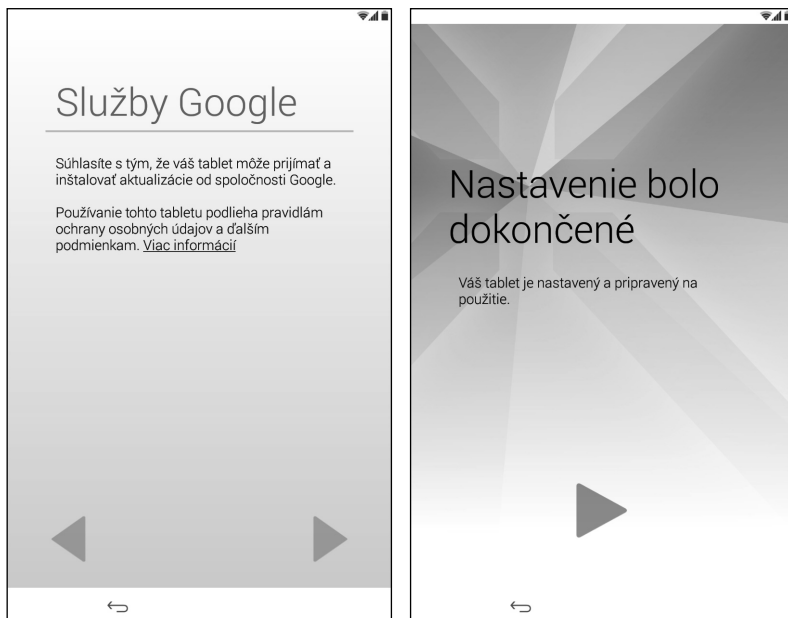 Služby Google
Súhlasíte s tým, že váš tablet môže prijímať a
inštalovať aktualizácie od spoločnosti Google.
Používanie tohto tabletu podlieha pravidlám
ochrany osobných údajov a ďalším
podmienkam. Viac informácií
Nastavenie bolo
dokončené
Váš tablet je nastavený a pripravený na
použitie.